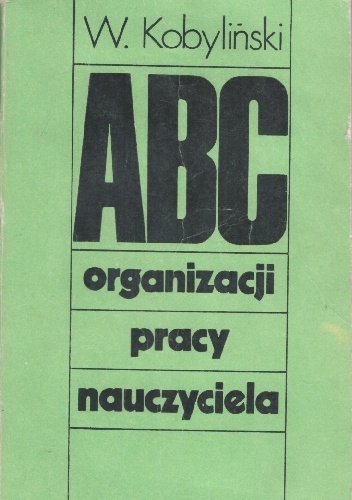 W. Kobyliński
ABC
organizacji
pracy
nauczyciela